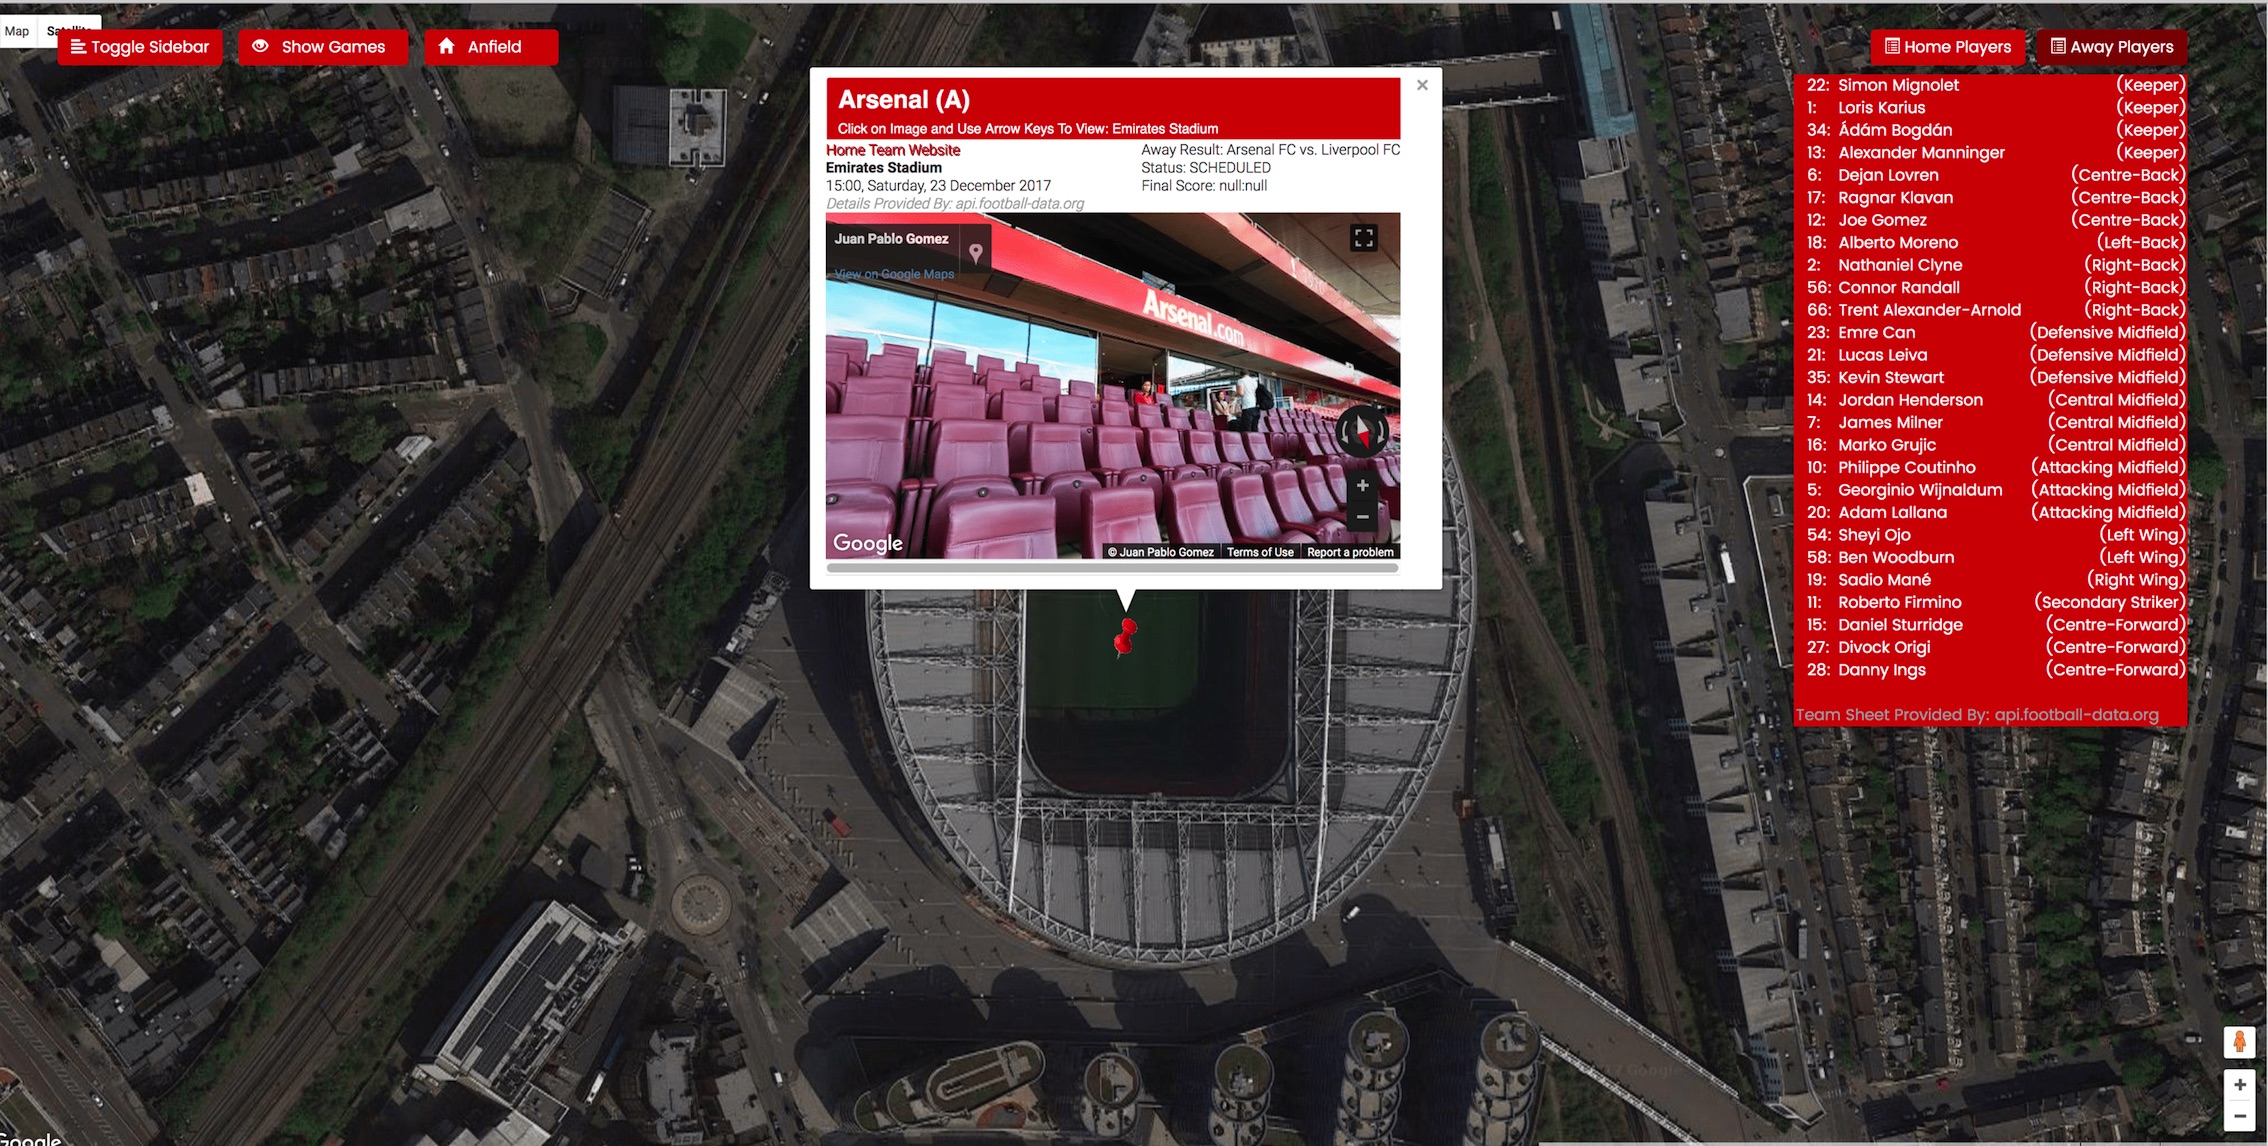 Map
Toggle Sidebar
Show Games
Anfield
Home Players
Away Players
Arsenal (A)
Click on Image and Use Arrow Keys To View: Emirates Stadium
Home Team Website
Emirates Stadium
15:00, Saturday, 23 December 2017
Details Provided By: api.football-data.org
Away Result: Arsenal FC vs. Liverpool FC
Status: SCHEDULED
Final Score: null:null
Juan Pablo Gomez
View on Google Maps
Arsenal.com
Google
© Juan Pablo Gomez
Terms of Use
Report a problem
22: Simon Mignolet (Keeper)
1: Loris Karius (Keeper)
34: Ádám Bogdán (Keeper)
13: Alexander Manninger (Keeper)
6: Dejan Lovren (Centre-Back)
17: Ragnar Klavan (Centre-Back)
12: Joe Gomez (Centre-Back)
18: Alberto Moreno (Left-Back)
2: Nathaniel Clyne (Right-Back)
56: Connor Randall (Right-Back)
66: Trent Alexander-Arnold (Right-Back)
23: Emre Can (Defensive Midfield)
21: Lucas Leiva (Defensive Midfield)
35: Kevin Stewart (Defensive Midfield)
14: Jordan Henderson (Central Midfield)
7: James Milner (Central Midfield)
16: Marko Grujic (Central Midfield)
10: Philippe Coutinho (Attacking Midfield)
5: Georginio Wijnaldum (Attacking Midfield)
20: Adam Lallana (Attacking Midfield)
54: Sheyi Ojo (Left Wing)
58: Ben Woodburn (Left Wing)
19: Sadio Mané (Right Wing)
11: Roberto Firmino (Secondary Striker)
15: Daniel Sturridge (Centre-Forward)
27: Divock Origi (Centre-Forward)
28: Danny Ings (Centre-Forward)
Team Sheet Provided By: api.football-data.org
Google